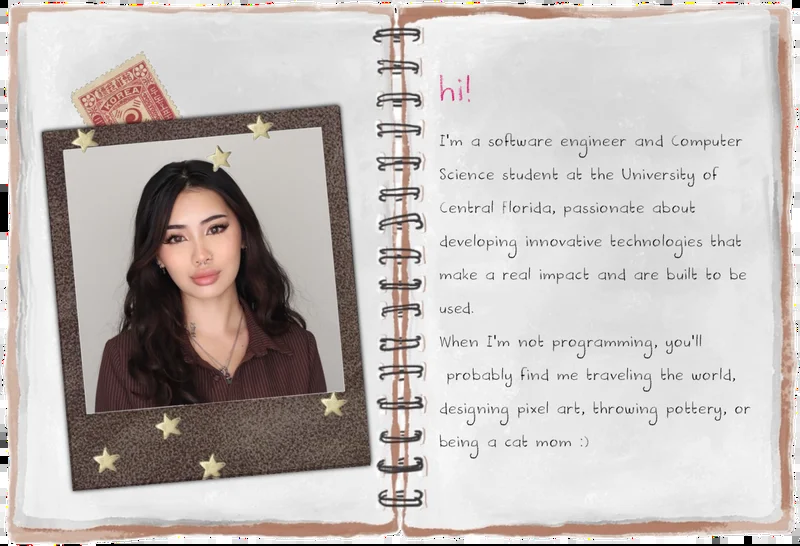 KOREA
hi!
I'm a software engineer and Computer
Science student at the University of
Central Florida, passionate about
developing innovative technologies that
make a real impact and are built to be
used.
When I'm not programming, you'll
probably find me traveling the world,
designing pixel art, throwing pottery, or
being a cat mom :)